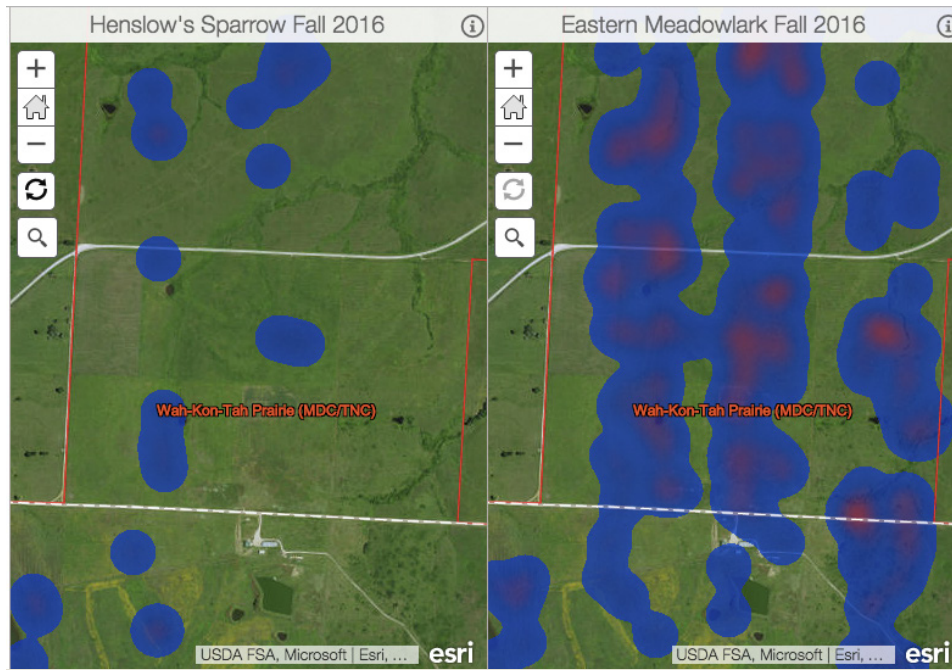 Henslow's Sparrow Fall 2016
Eastern Meadowlark Fall 2016
Wah-Kon-Tah Prairie (MDC/TNC)
Wah-Kon-Tah Prairie (MDC/TNC)
USDA FSA, Microsoft | Esri, ...
esri
USDA FSA, Microsoft | Esri, ...
esri